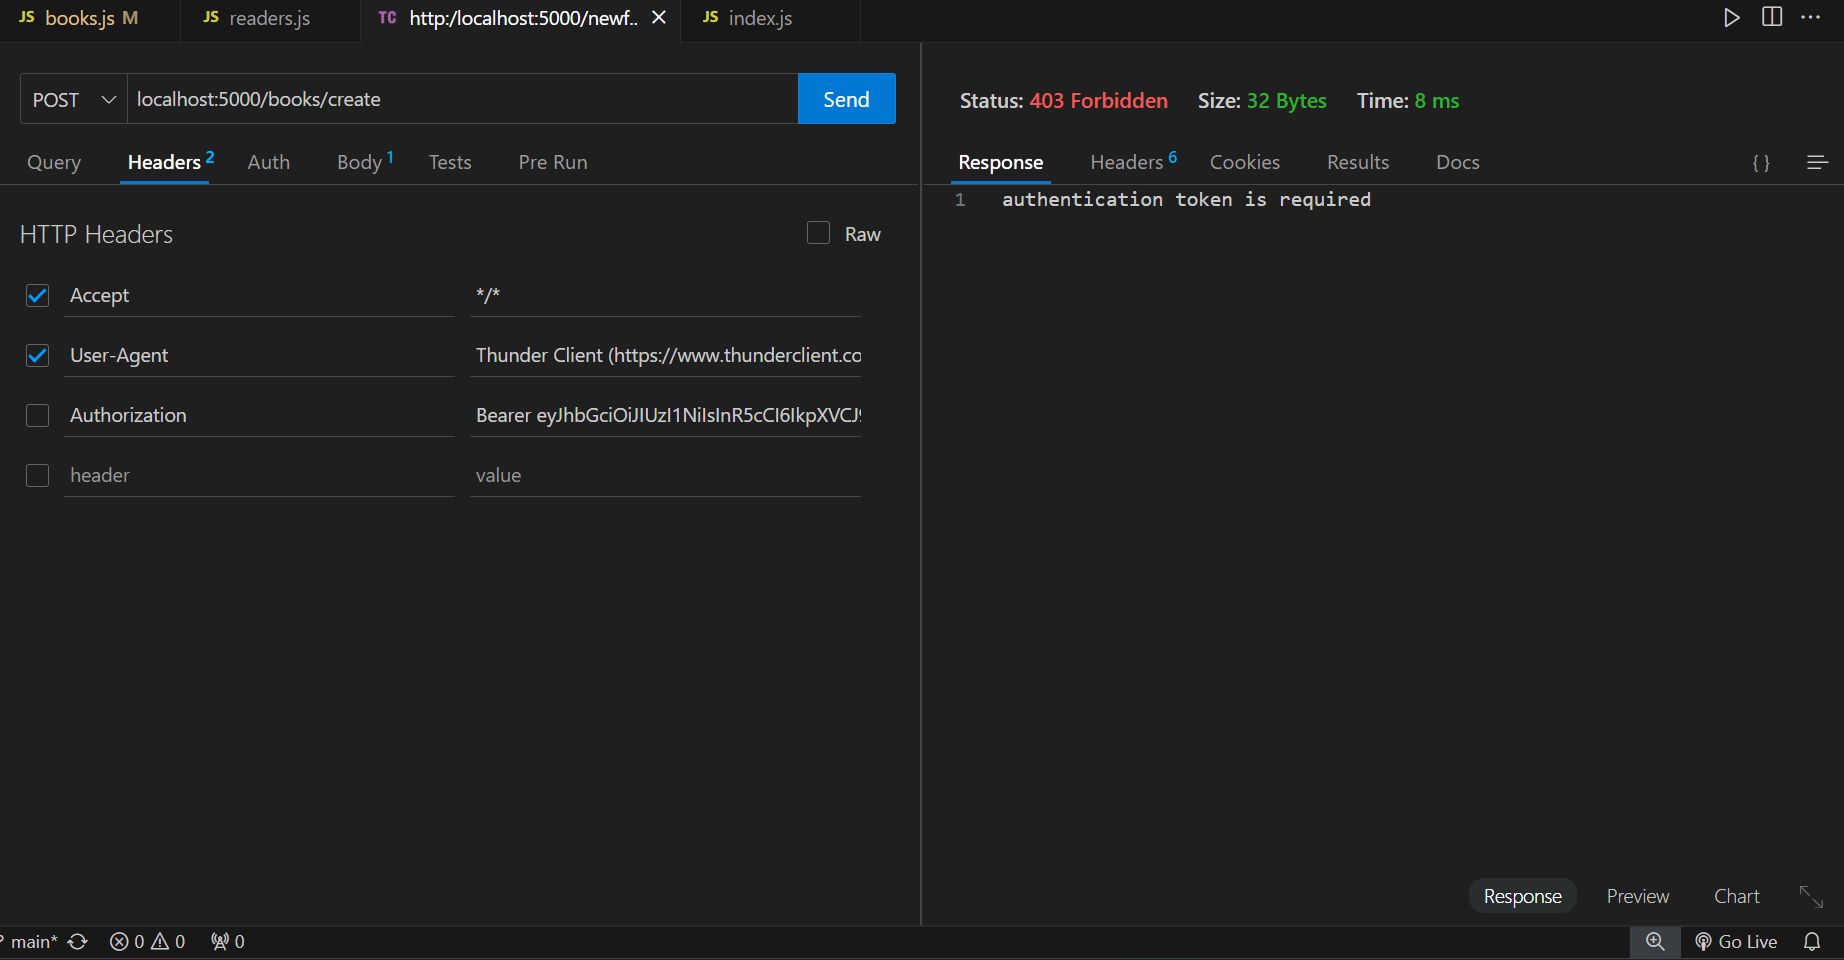 JS books.js M JS readers.js TC http:/localhost:5000/newf.. JS index.js
POST localhost:5000/books/create Send
Query Headers 2 Auth Body 1 Tests Pre Run
HTTP Headers Raw
Accept */*
User-Agent Thunder Client (https://www.thunderclient.co
Authorization Bearer eyJhbGciOiJIUzI1NiIsInR5cCI6IkpXVCJ9
header value
Status: 403 Forbidden Size: 32 Bytes Time: 8 ms
Response Headers 6 Cookies Results Docs { }
1 authentication token is required
Response Preview Chart
main* 0 0 0 Go Live